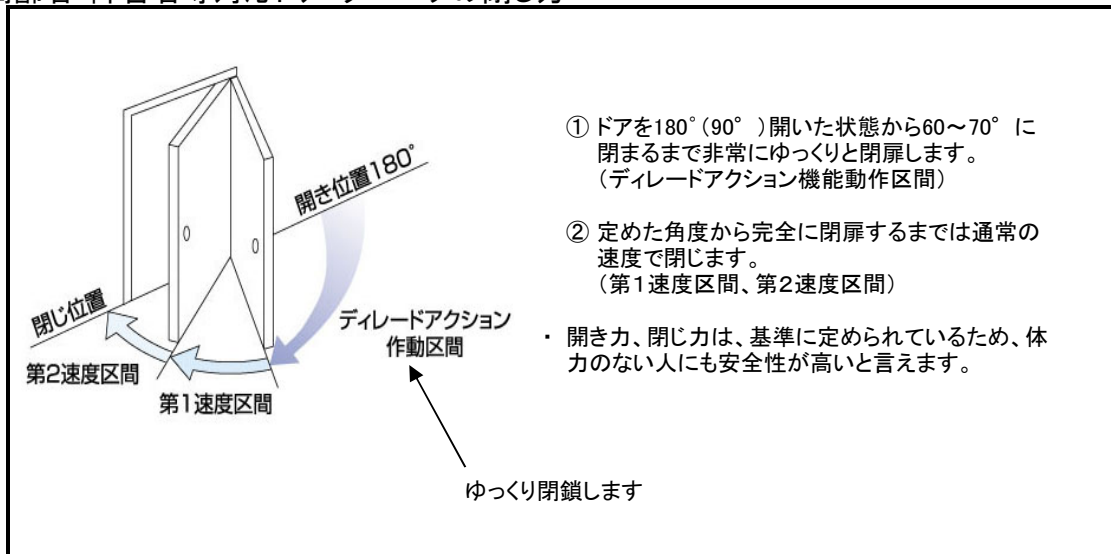 ① ドアを180°(90° )開いた状態から60～70° に
閉まるまで非常にゆっくりと閉扉します。
（ディレードアクション機能動作区間）
② 定めた角度から完全に閉扉するまでは通常の
速度で閉じます。
（第1速度区間、第2速度区間）
・ 開き力、閉じ力は、基準に定められているため、体
力のない人にも安全性が高いと言えます。
開き位置180°
閉じ位置
ディレードアクション
作動区間
第2速度区間
第1速度区間
ゆっくり閉鎖します